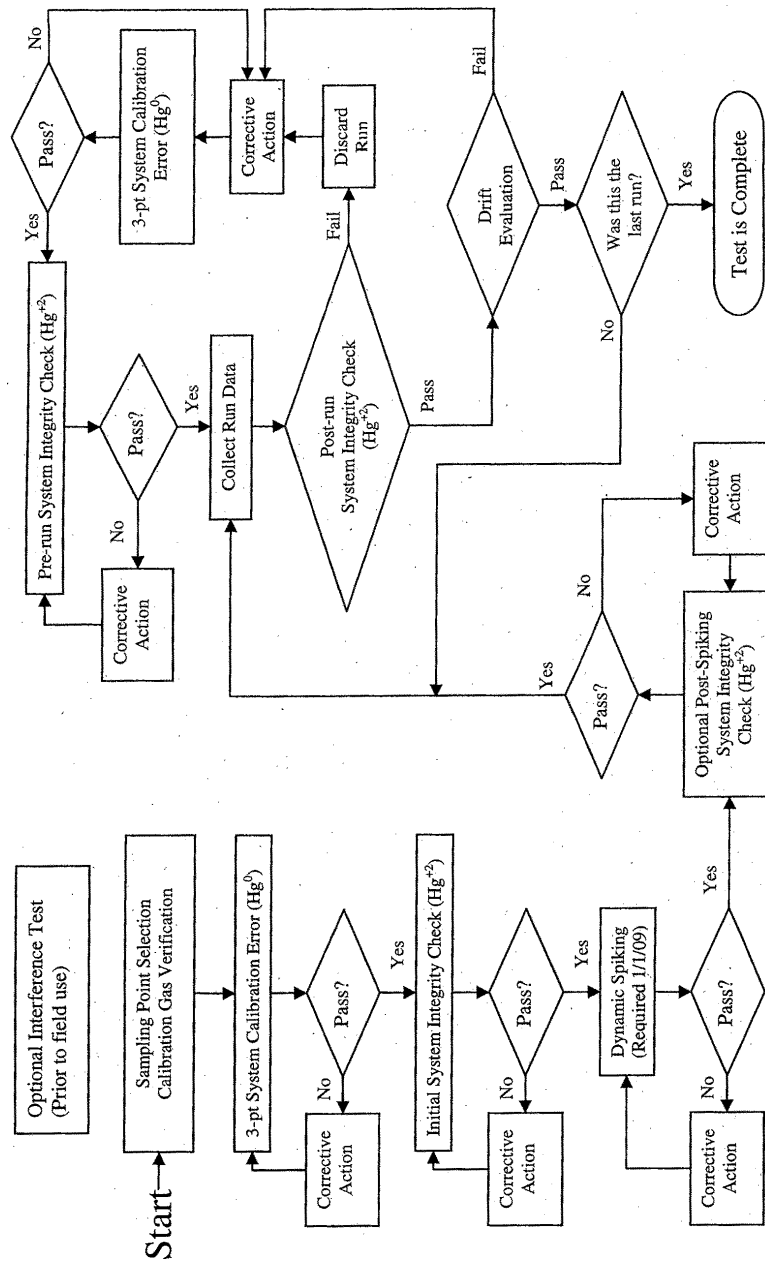 Optional Interference Test
(Prior to field use)
Start
Sampling Point Selection
Calibration Gas Verification
3-pt System Calibration Error (Hg⁰)
Pass?
No
Corrective
Action
Yes
Initial System Integrity Check (Hg⁺²)
Pass?
No
Corrective
Action
Yes
Dynamic Spiking
(Required 1/1/09)
Pass?
No
Corrective
Action
Yes
Optional Post-Spiking
System Integrity
Check (Hg⁺²)
Pass?
No
Corrective
Action
Yes
Collect Run Data
Post-run
System Integrity Check
(Hg⁺²)
Fail
Discard
Run
Corrective
Action
3-pt System Calibration
Error (Hg⁰)
Pass?
No
Yes
Pre-run System Integrity Check (Hg⁺²)
Pass?
No
Corrective
Action
Yes
Pass
Drift
Evaluation
Fail
Pass
Was this the
last run?
No
Yes
Test is Complete